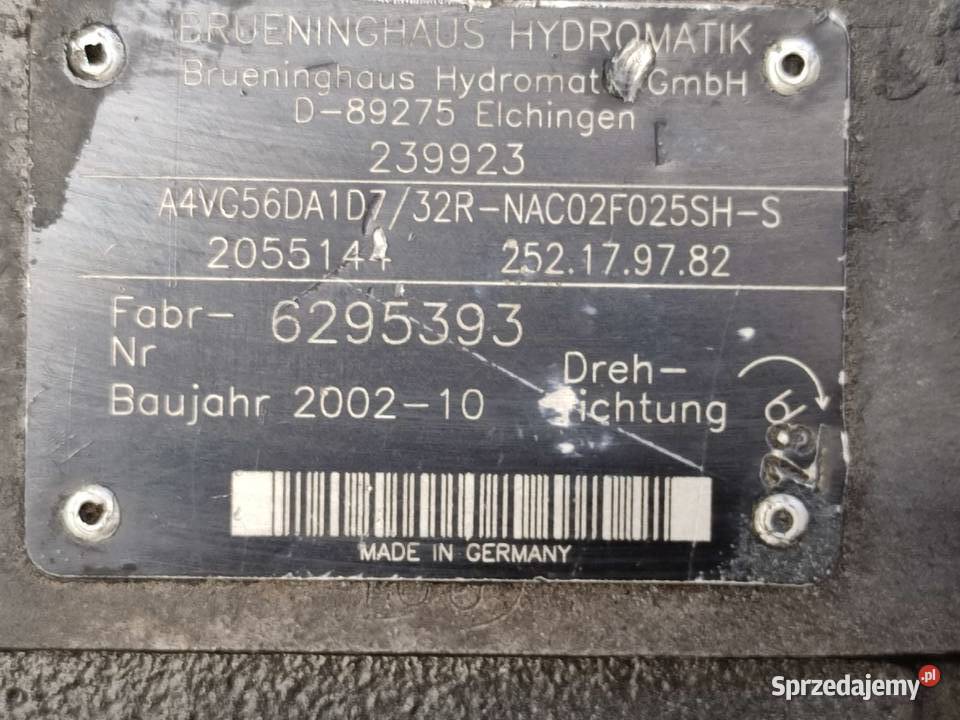 BRUENINGHAUS HYDROMATIK
Brueninghaus Hydromatik GmbH
D-89275 Elchingen
239923
A4VG56DA1D7/32R-NAC02F025SH-S
2055144 252.17.97.82
Fabr-Nr 6295393
Baujahr 2002-10
Dreh-richtung
MADE IN GERMANY
Sprzedajemy.pl